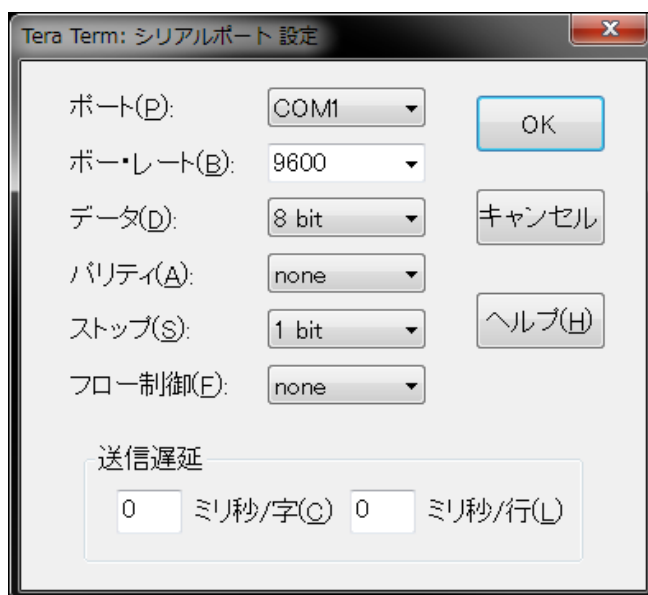 Tera Term: シリアルポート 設定
ポート(P): COM1
OK
ボー・レート(B): 9600
データ(D): 8 bit
キャンセル
パリティ(A): none
ストップ(S): 1 bit
ヘルプ(H)
フロー制御(F): none
送信遅延
0 ミリ秒/字(C) 0 ミリ秒/行(L)